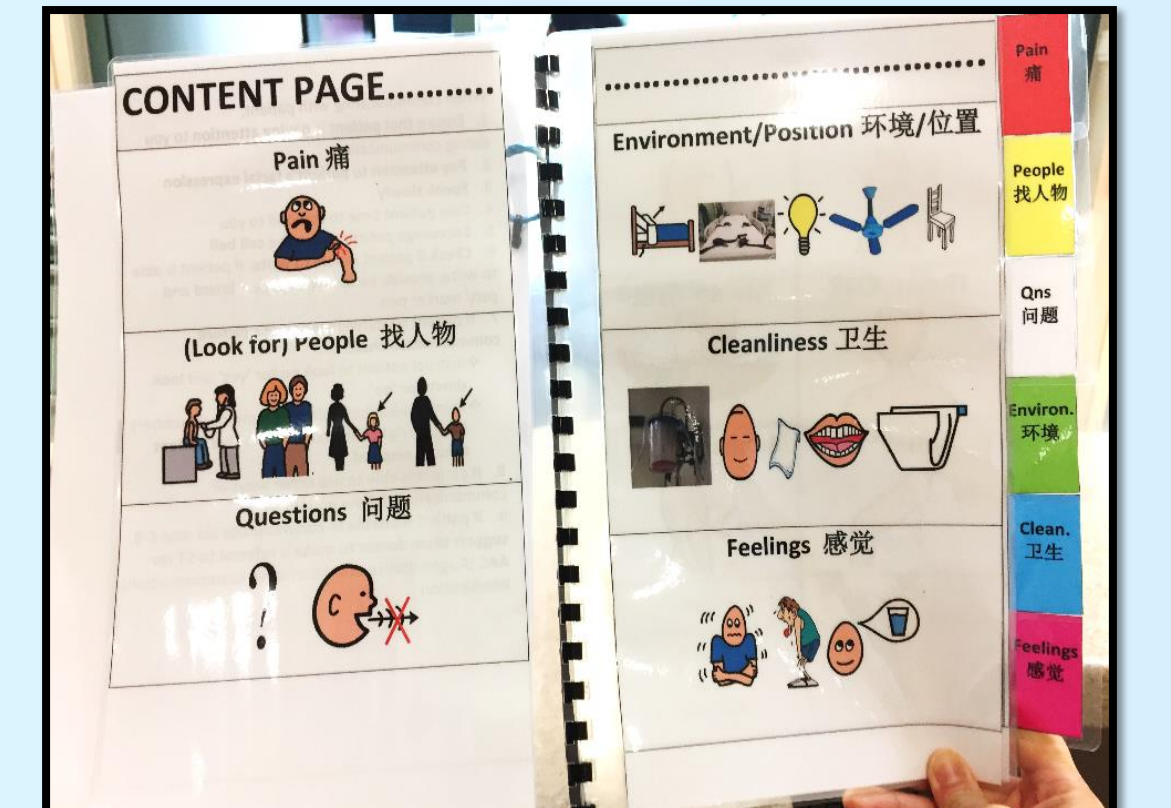 CONTENT PAGE...........
Pain 痛
(Look for) People 找人物
Questions 问题
?
..........................................
Environment/Position 环境/位置
Cleanliness 卫生
Feelings 感觉
Pain
痛
People
找人物
Qns
问题
Environ.
环境
Clean.
卫生
Feelings
感觉